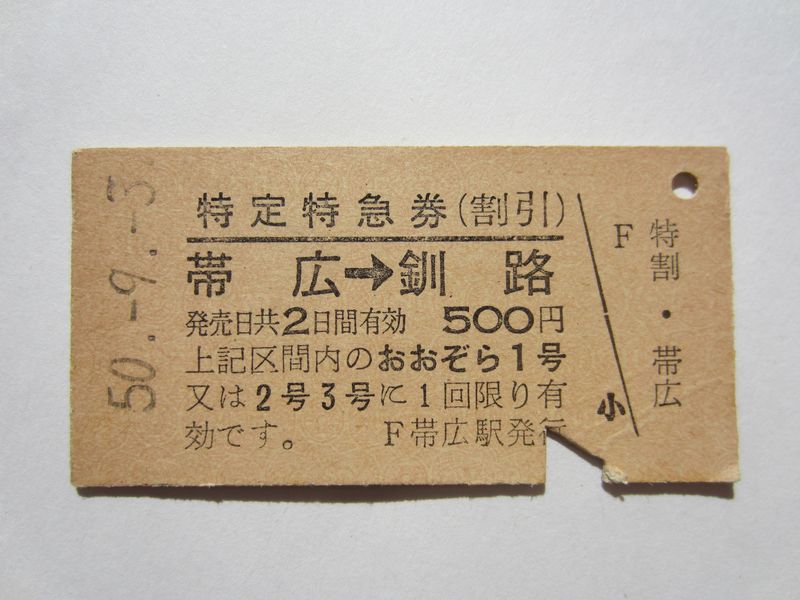 50.-9.-3.
特定特急券(割引)
帯広➔釧路
発売日共2日間有効 500円
上記区間内のおおぞら1号
又は2号3号に1回限り有
効です。 F帯広駅発行
F
小
特割・帯広